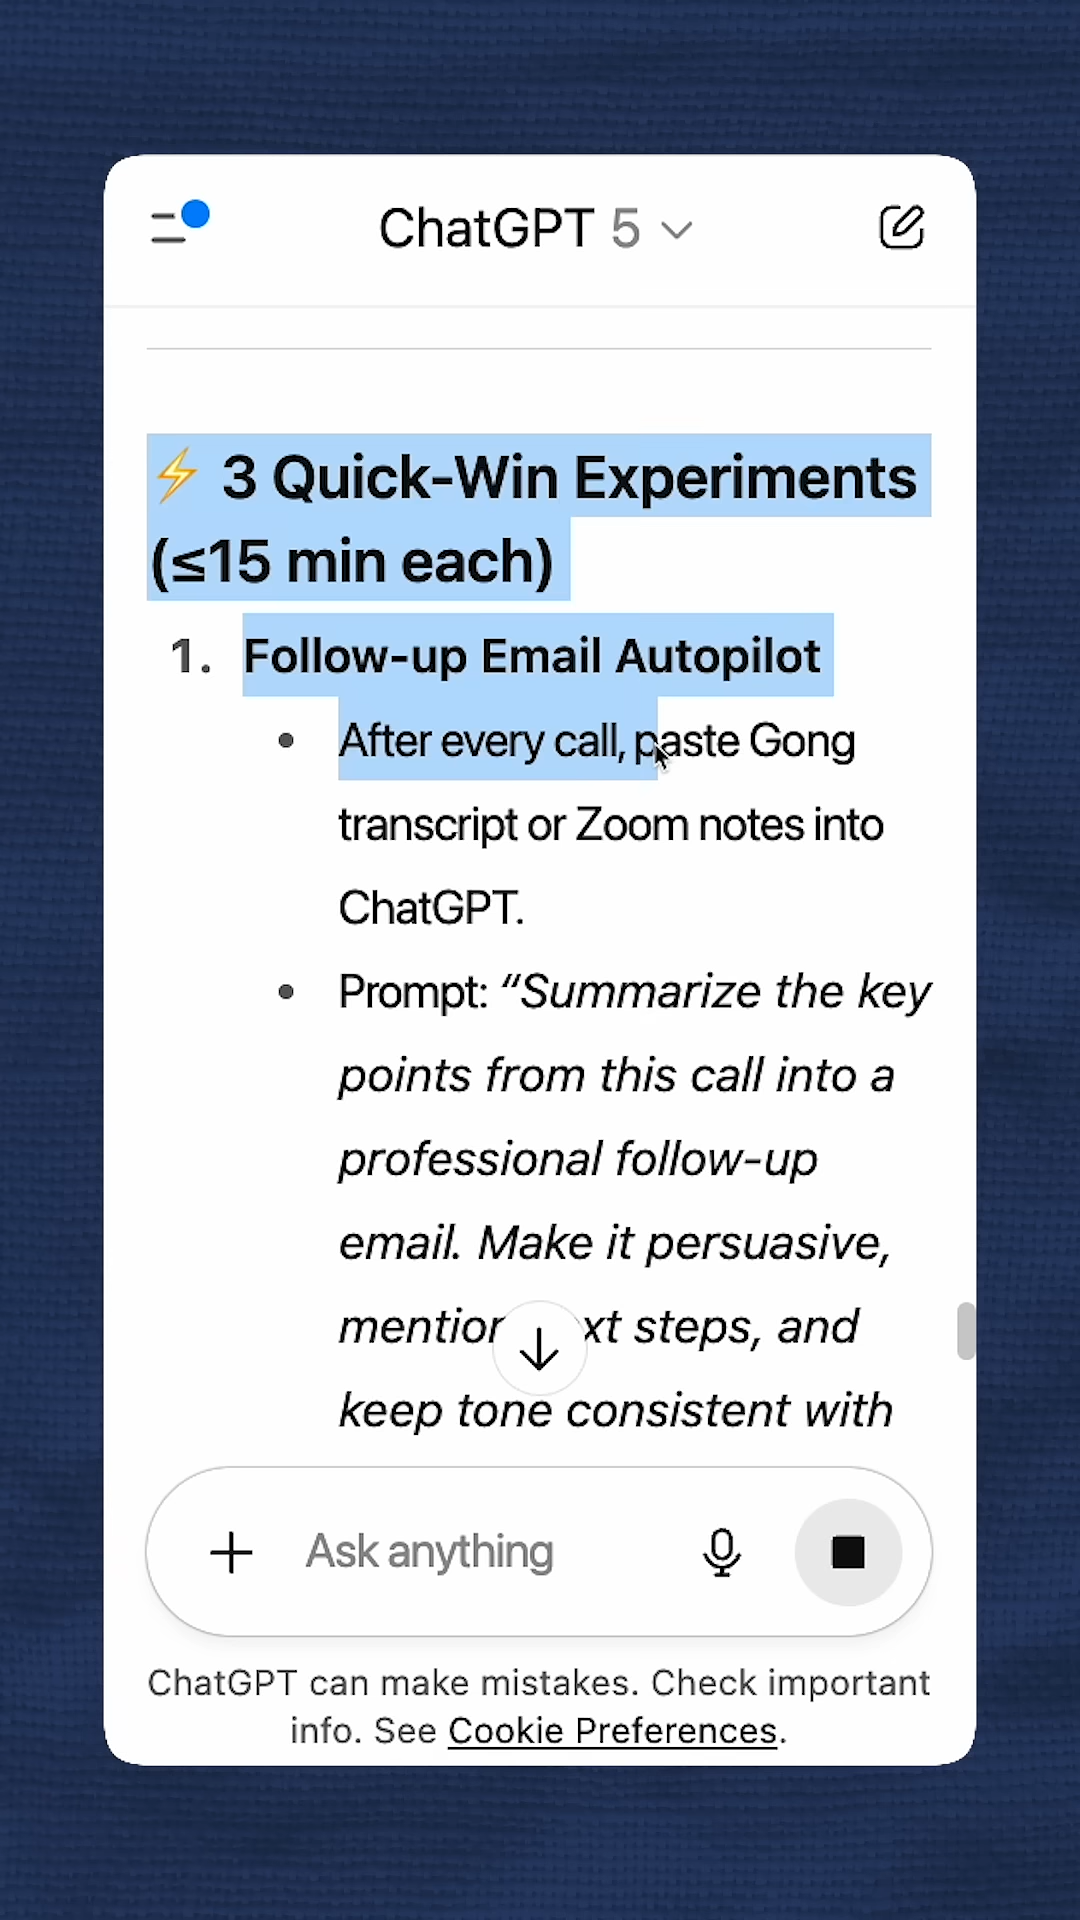 ChatGPT 5
⚡ 3 Quick-Win Experiments
(≤15 min each)
1. Follow-up Email Autopilot
• After every call, paste Gong
transcript or Zoom notes into
ChatGPT.
• Prompt: “Summarize the key
points from this call into a
professional follow-up
email. Make it persuasive,
mention xt steps, and
keep tone consistent with
Ask anything
ChatGPT can make mistakes. Check important
info. See Cookie Preferences.